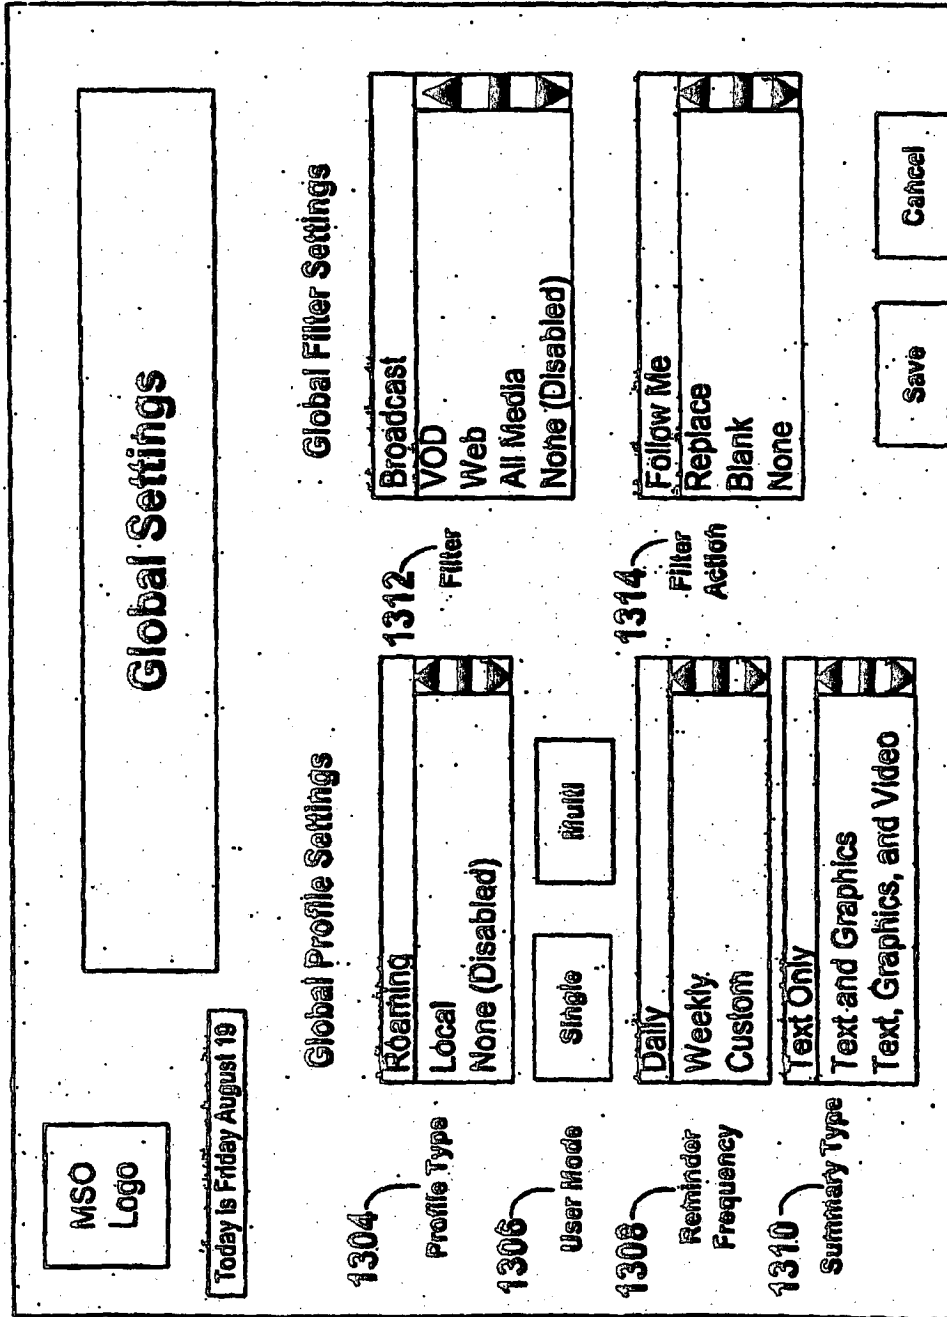 MSO
Logo
Global Settings
Today is Friday August 19
Global Profile Settings
1304
Profile Type
Roaming
Local
None (Disabled)
1306
User Mode
Single
Multi
1308
Reminder
Frequency
Daily
Weekly
Custom
1310
Summary Type
Text Only
Text and Graphics
Text, Graphics, and Video
Global Filter Settings
1312
Filter
Broadcast
VOD
Web
All Media
None (Disabled)
1314
Filter
Action
Follow Me
Replace
Blank
None
Save
Cancel